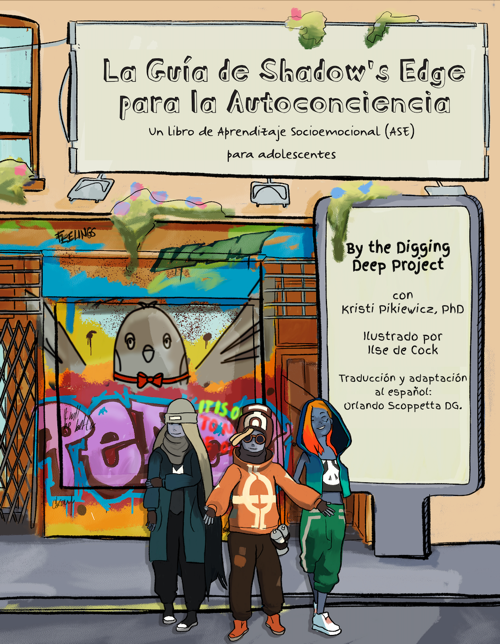 La Guía de Shadow's Edge
para la Autoconciencia
Un libro de Aprendizaje Socioemocional (ASE)
para adolescentes
FEELINGS
By the Digging
Deep Project
con
Kristi Pikiewicz, PhD
Ilustrado por
Ilse de Cock
Traducción y adaptación
al español:
Orlando Scoppetta DG.
IT IS O